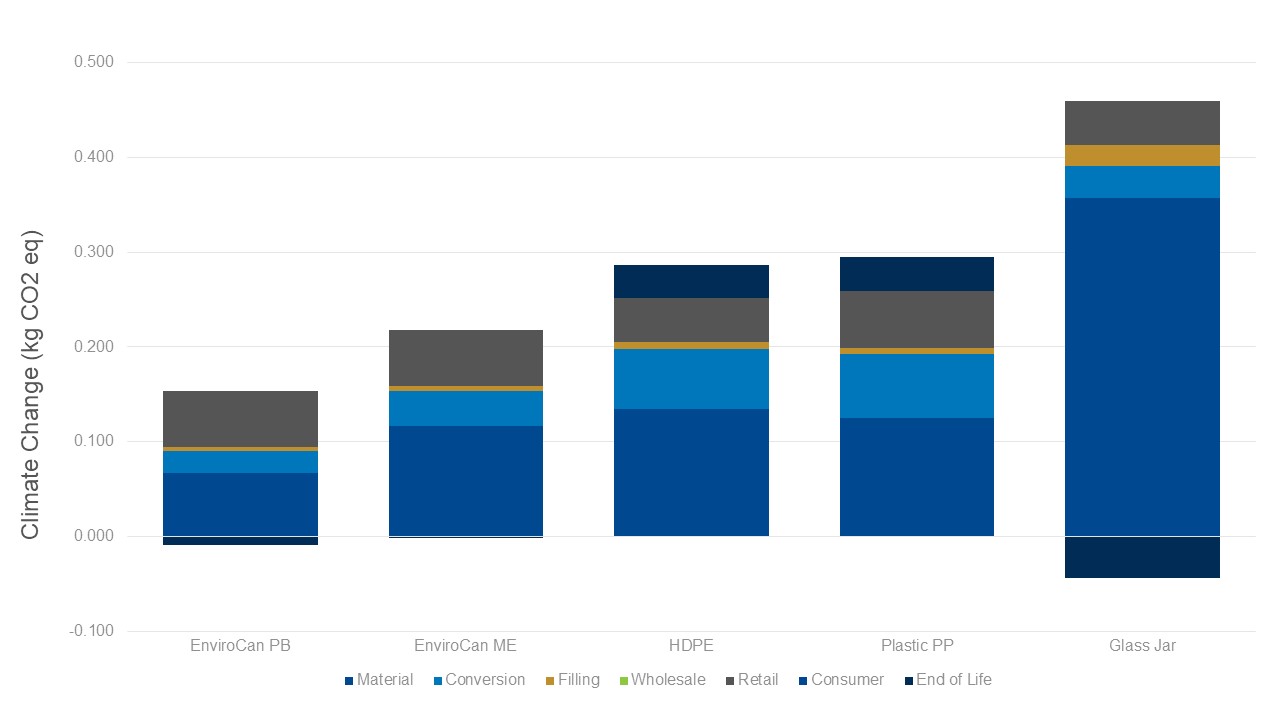 Climate Change (kg CO2 eq)
0.500
0.400
0.300
0.200
0.100
0.000
-0.100
EnviroCan PB EnviroCan ME HDPE Plastic PP Glass Jar
Material Conversion Filling Wholesale Retail Consumer End of Life